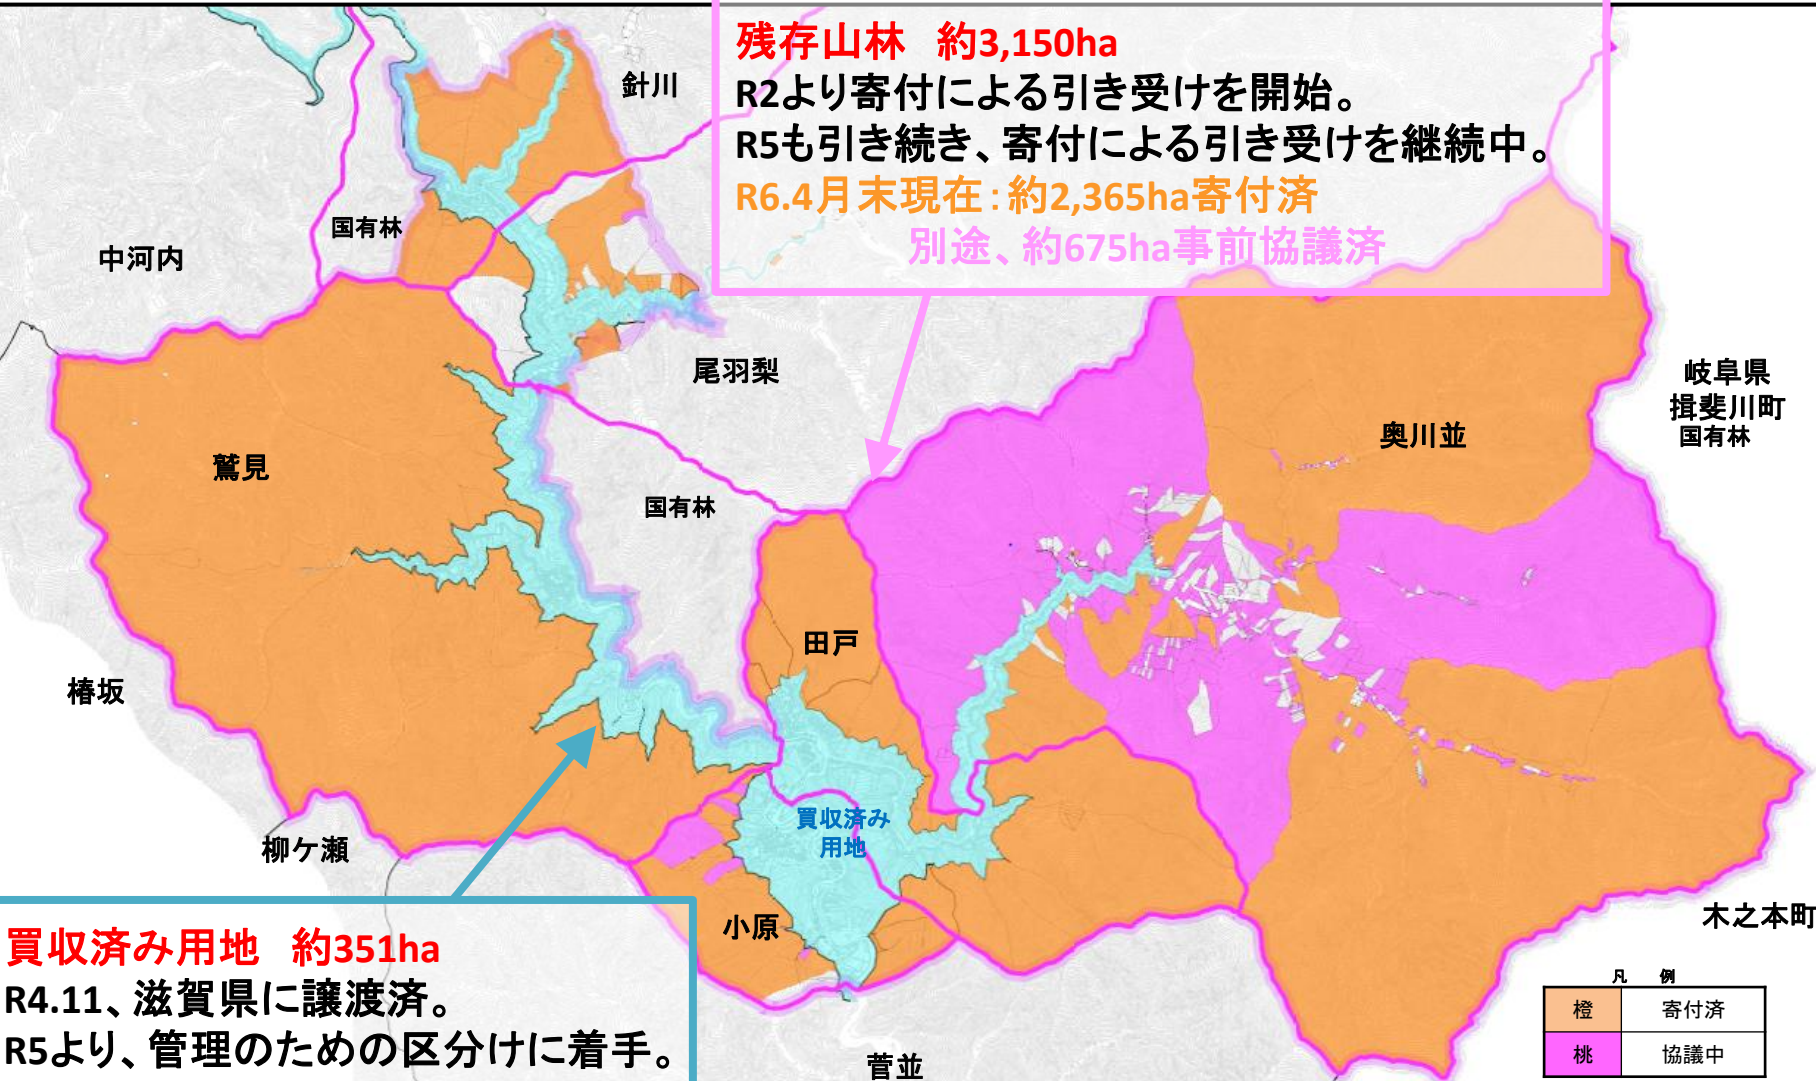 残存山林 約3,150ha
R2より寄付による引き受けを開始。
R5も引き続き、寄付による引き受けを継続中。
R6.4月末現在：約2,365ha寄付済
別途、約675ha事前協議済
針川
国有林
中河内
尾羽梨
岐阜県
揖斐川町
国有林
奥川並
鷲見
国有林
田戸
椿坂
買収済み
用地
柳ケ瀬
小原
木之本町
買収済み用地 約351ha
R4.11、滋賀県に譲渡済。
R5より、管理のための区分けに着手。
菅並
凡 例
橙 寄付済
桃 協議中